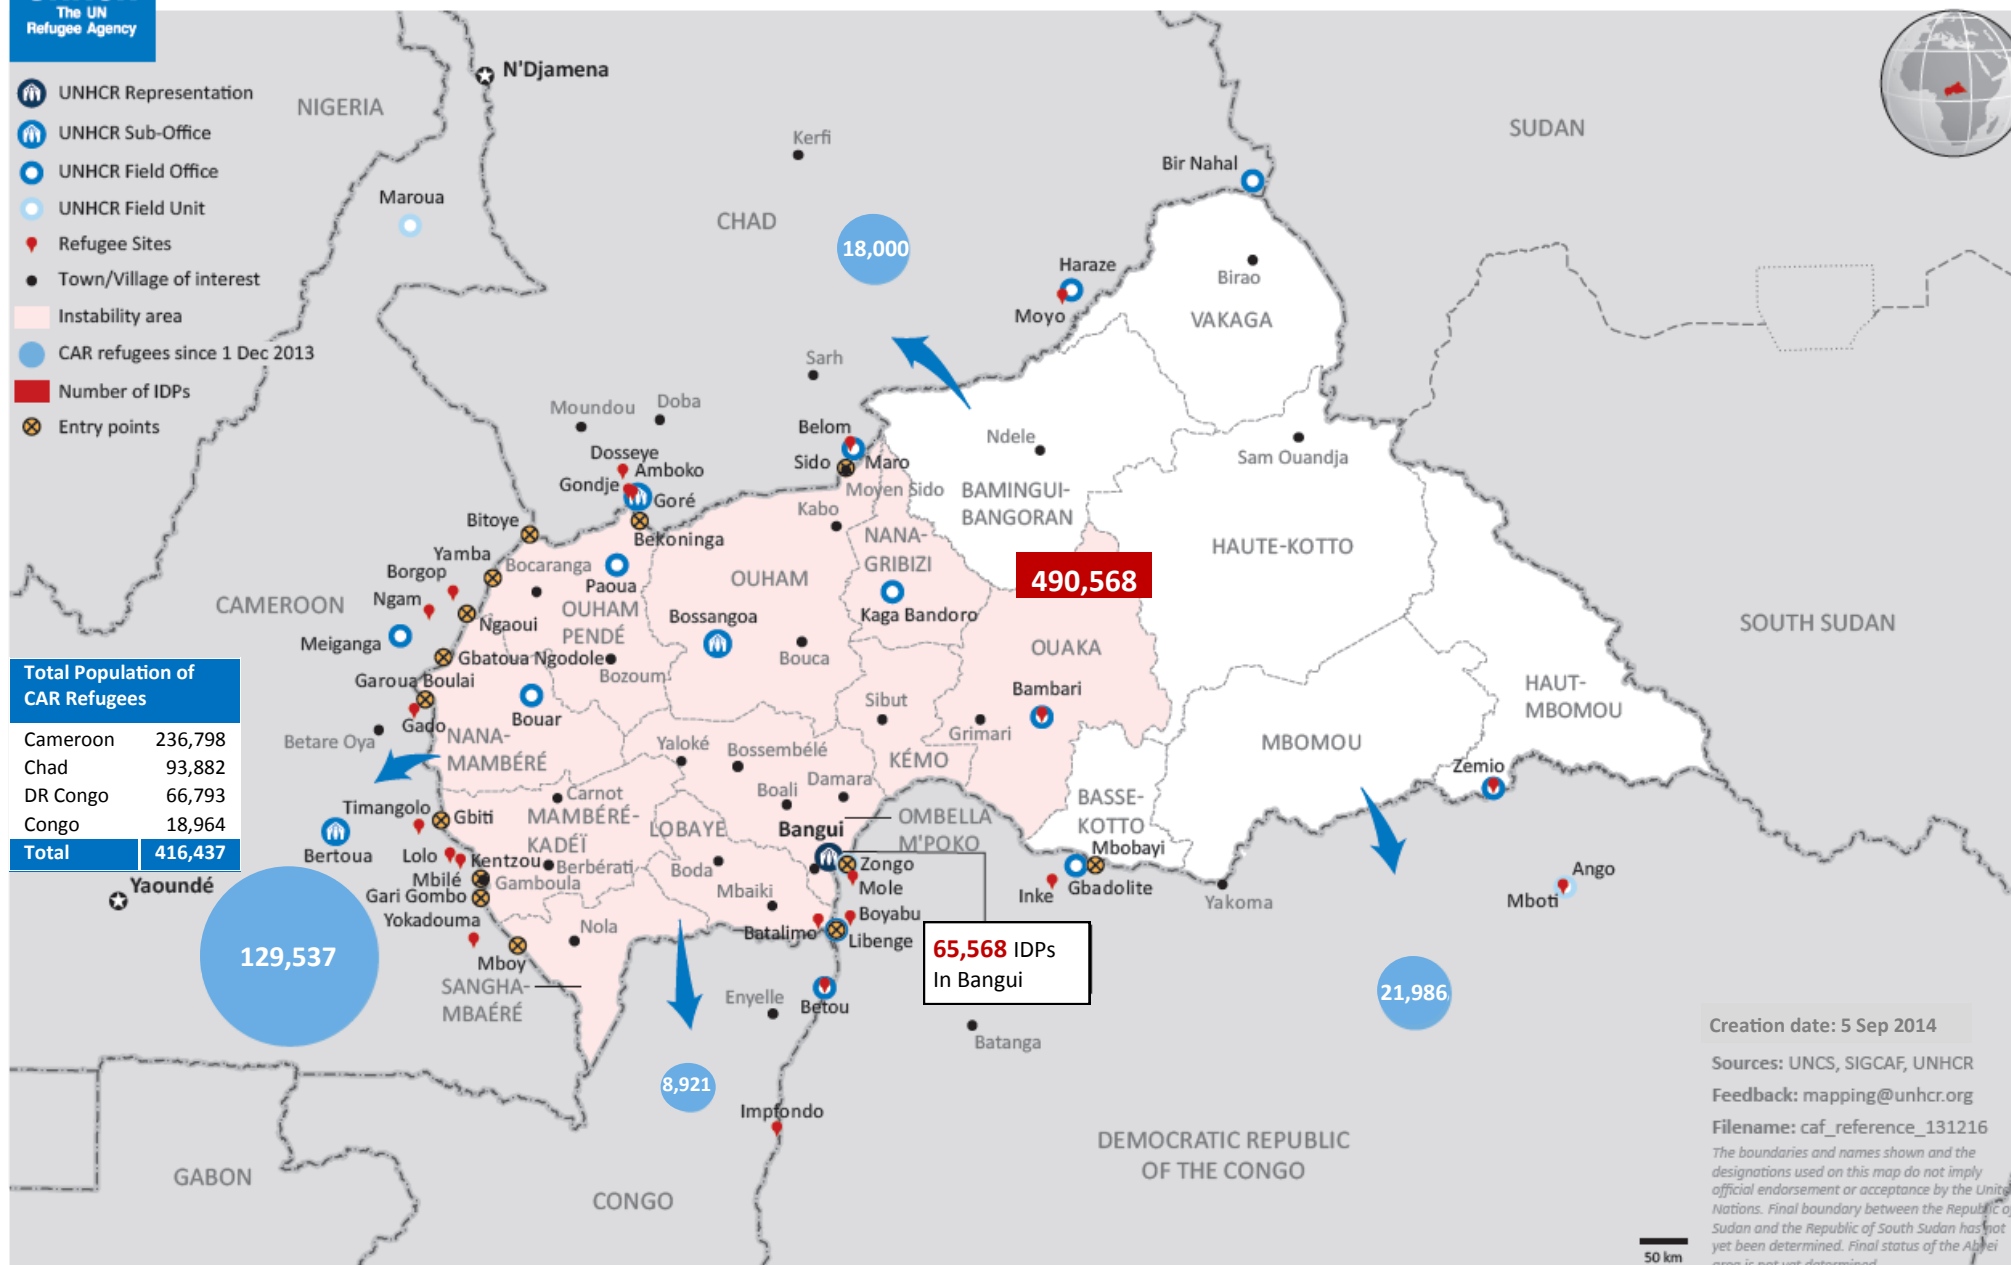 The UN
Refugee Agency
UNHCR Representation
UNHCR Sub-Office
UNHCR Field Office
UNHCR Field Unit
Refugee Sites
Town/Village of interest
Instability area
CAR refugees since 1 Dec 2013
Number of IDPs
Entry points
N'Djamena
NIGERIA
Maroua
Kerfi
CHAD
18,000
SUDAN
Bir Nahal
Haraze
Moyo
Birao
VAKAGA
Sarh
Moundou
Doba
Belom
Sido
Maro
Moyen Sido
Dosseye
Amboko
Gondje
Goré
Bekoninga
Bitoye
Yamba
Borgop
Ngam
CAMEROON
Meiganga
Ngaoui
Bocaranga
Paoua
OUHAM
PENDÉ
Gbatoua Ngodole
Bozoum
Garoua Boulai
Gado
Bouar
Betare Oya
NANA-
MAMBÉRÉ
Kabo
OUHAM
Bossangoa
Bouca
NANA-
GRIBIZI
Kaga Bandoro
Ndele
BAMINGUI-
BANGORAN
490,568
Sam Ouandja
HAUTE-KOTTO
OUAKA
Bambari
Sibut
Grimari
KÉMO
SOUTH SUDAN
HAUT-
MBOMOU
MBOMOU
Zemio
BASSE-
KOTTO
Mbobayi
Gbadolite
Inke
Yakoma
Ango
Mboti
Total Population of
CAR Refugees
Cameroon 236,798
Chad 93,882
DR Congo 66,793
Congo 18,964
Total 416,437
Yaoundé
129,537
Timangolo
Gbiti
Bertoua
Lolo
Kentzou
Mbilé
Gamboula
Gari Gombo
Yokadouma
Mboy
Carnot
MAMBÉRÉ-
KADÉÏ
Berbérati
Nola
SANGHA-
MBAÉRÉ
Yaloké
Bossembélé
Boali
Damara
LOBAYE
Bangui
OMBELLA
M'POKO
Boda
Mbaiki
Zongo
Mole
Boyabu
Batalimo
Libenge
65,568 IDPs
In Bangui
Enyelle
Betou
Batanga
8,921
Impfondo
21,986
GABON
CONGO
DEMOCRATIC REPUBLIC
OF THE CONGO
Creation date: 5 Sep 2014
Sources: UNCS, SIGCAF, UNHCR
Feedback: mapping@unhcr.org
Filename: caf_reference_131216
The boundaries and names shown and the
designations used on this map do not imply
official endorsement or acceptance by the United
Nations. Final boundary between the Republic of
Sudan and the Republic of South Sudan has not
yet been determined. Final status of the Abyei
area is not yet determined.
50 km